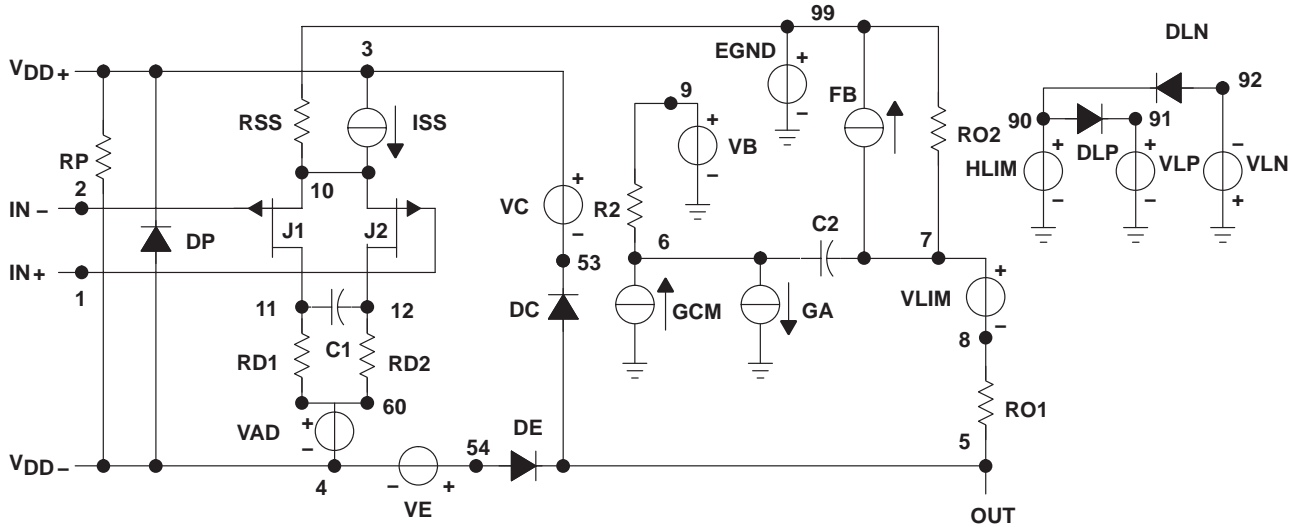 99
DLN
EGND
3
V DD +
92
9
FB
RSS
ISS
90
91
VB
RO2
DLP
RP
HLIM
VLP
VLN
10
2
VC
R2
IN −
C2
J1
J2
6
7
DP
53
IN +
1
VLIM
11
12
DC
GCM
GA
C1
8
RD1
RD2
60
RO1
VAD
DE
54
5
V DD −
4
VE
OUT